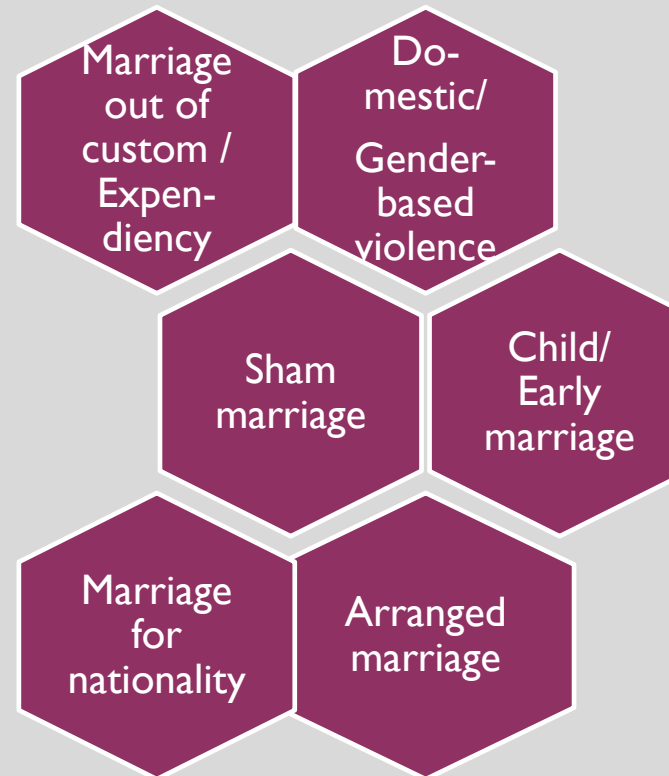 Marriage
out of
custom /
Expen-
diency
Do-
mestic/
Gender-
based
violence
Sham
marriage
Child/
Early
marriage
Marriage
for
nationality
Arranged
marriage